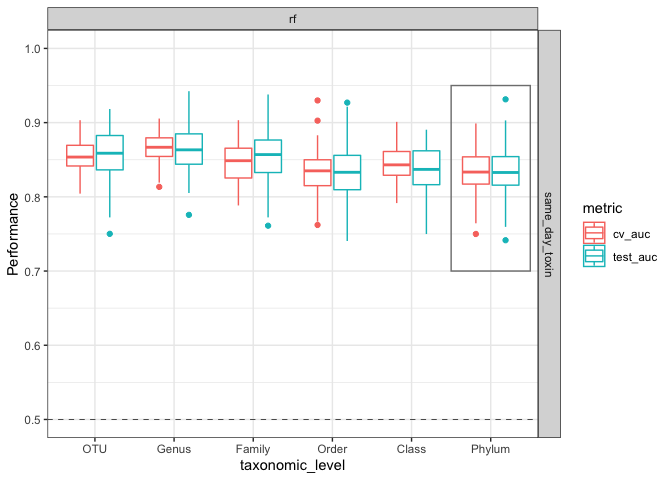 rf
1.0
0.9
0.8
0.7
0.6
0.5
Performance
OTU
Genus
Family
Order
Class
Phylum
taxonomic_level
same_day_toxin
metric
cv_auc
test_auc